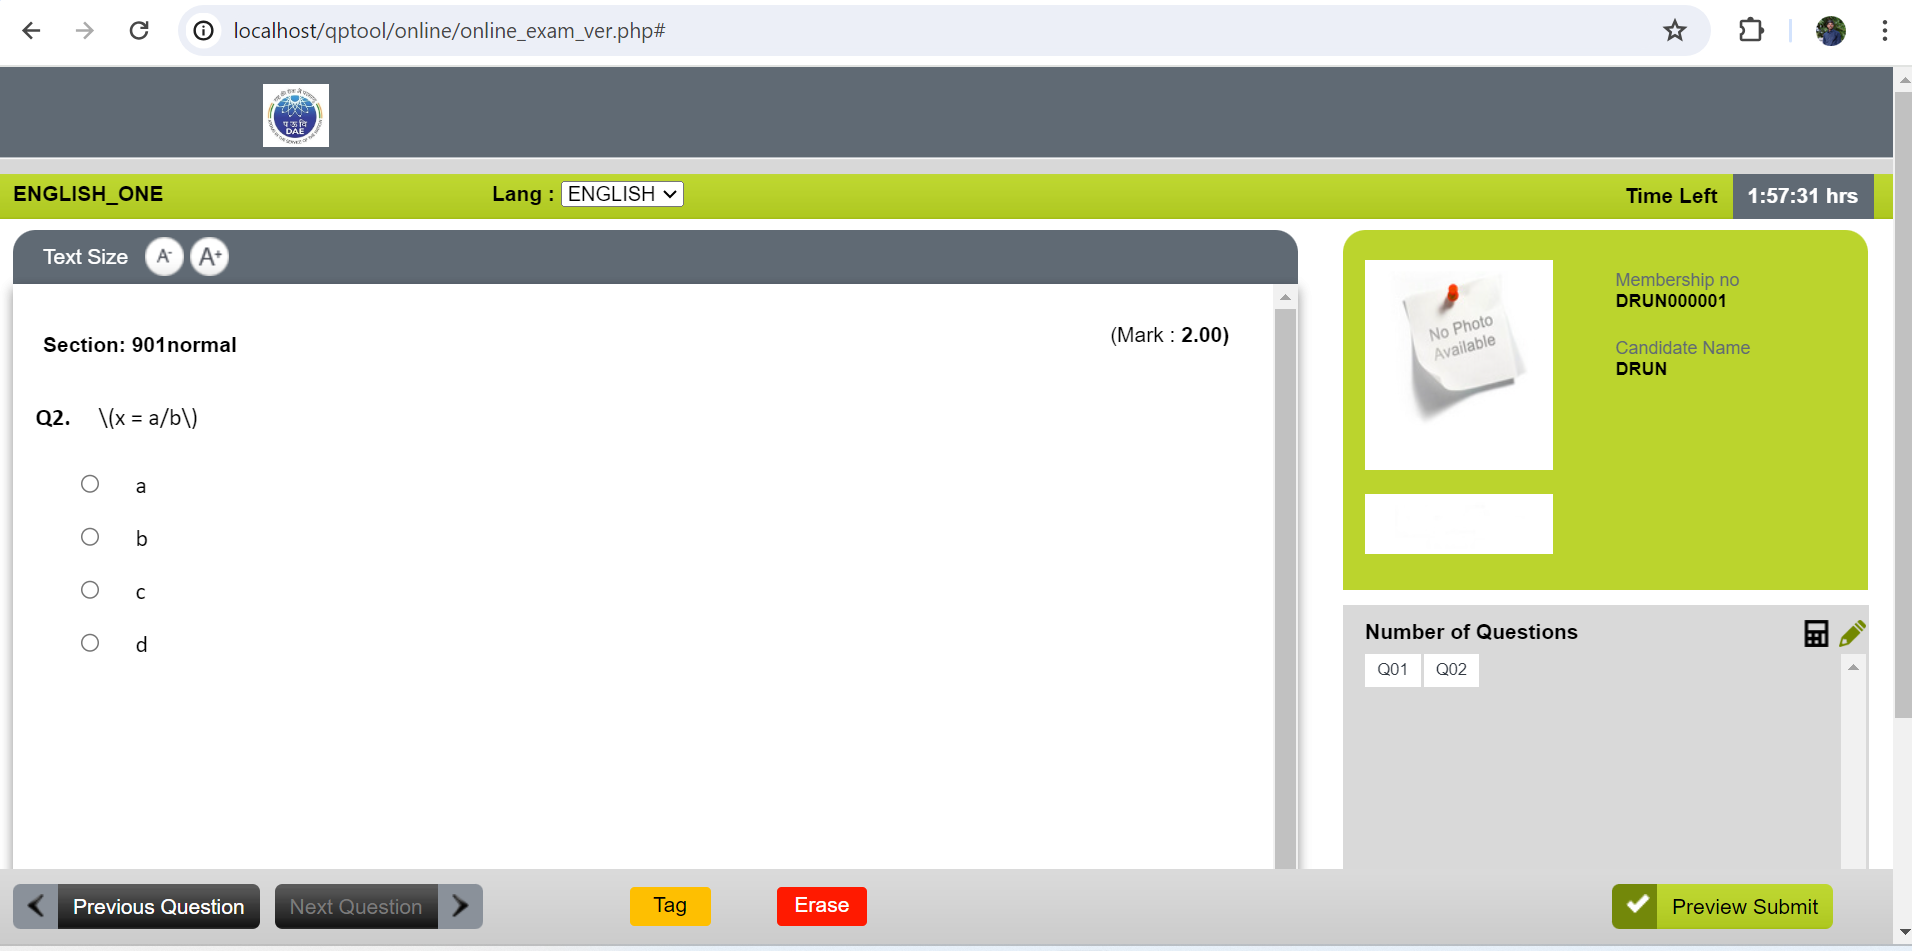 localhost/qptool/online/online_exam_ver.php#
प ऊ वि
DAE
ENGLISH_ONE
Lang : ENGLISH
Time Left 1:57:31 hrs
Text Size A- A+
Section: 901normal
(Mark : 2.00)
Q2. \(x = a/b\)
a
b
c
d
No Photo
Available
Membership no
DRUN000001
Candidate Name
DRUN
Number of Questions
Q01 Q02
Previous Question
Next Question
Tag
Erase
Preview Submit